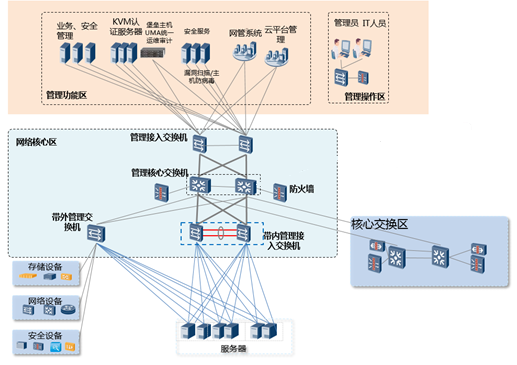 业务、安全
管理
KVM认
证服务器
堡垒主机
UMA统一
运维审计
安全服务
漏洞扫描/主
机防病毒
网管系统
云平台管
理
管理功能区
管理员 IT人员
管理操作区
网络核心区
管理接入交换机
管理核心交换机
防火墙
带外管理交
换机
带内管理接
入交换机
核心交换区
存储设备
网络设备
安全设备
服务器